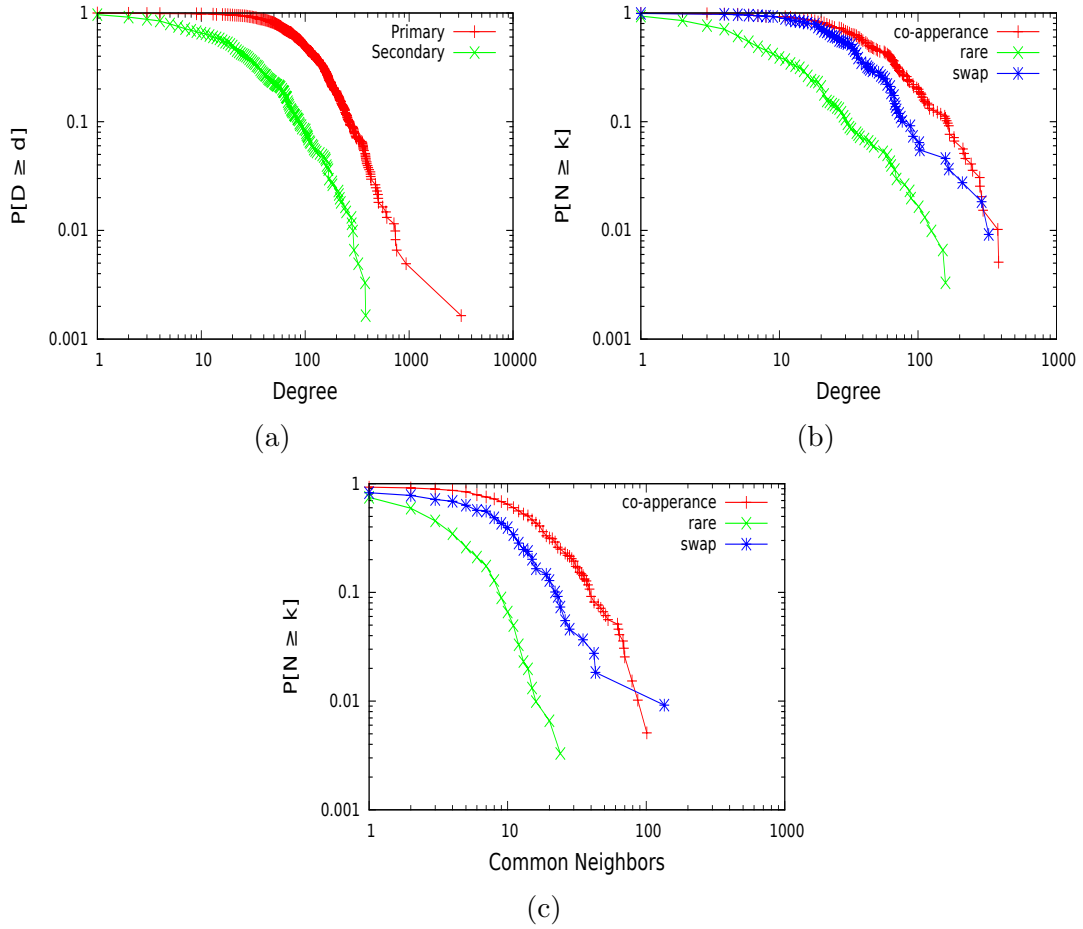 1
0.1
0.01
0.001
P[D ≥ d]
Primary
Secondary
1
10
100
1000
10000
Degree
(a)
1
0.1
0.01
0.001
P[N ≥ k]
co-apperance
rare
swap
1
10
100
1000
Degree
(b)
1
0.1
0.01
0.001
P[N ≥ k]
co-apperance
rare
swap
1
10
100
1000
Common Neighbors
(c)